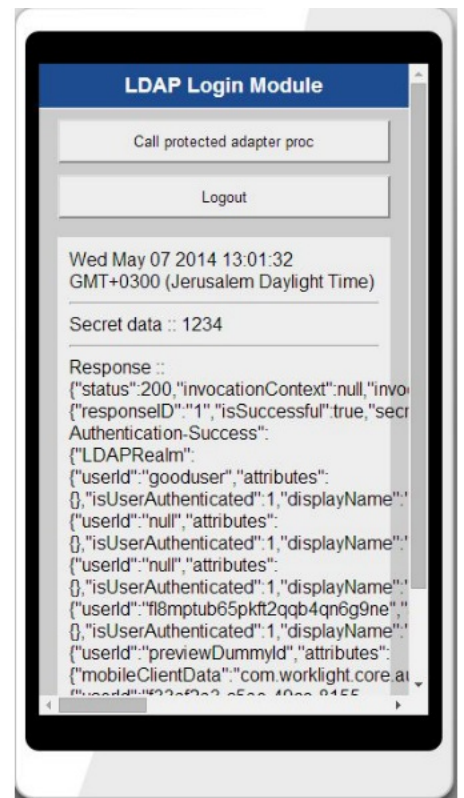 LDAP Login Module
Call protected adapter proc
Logout
Wed May 07 2014 13:01:32
GMT+0300 (Jerusalem Daylight Time)
Secret data :: 1234
Response ::
{"status":200,"invocationContext":null,"invo
{"responseID":"1","isSuccessful":true,"secr
Authentication-Success":
{"LDAPRealm":
{"userId":"gooduser","attributes":
{},"isUserAuthenticated":1,"displayName":"
{"userId":"null","attributes":
{},"isUserAuthenticated":1,"displayName":"
{"userId":"null","attributes":
{},"isUserAuthenticated":1,"displayName":"
{"userId":"fl8mptub65pkft2qqb4qn6g9ne","
{},"isUserAuthenticated":1,"displayName":"
{"userId":"previewDummyId","attributes":
{"mobileClientData":"com.worklight.core.au